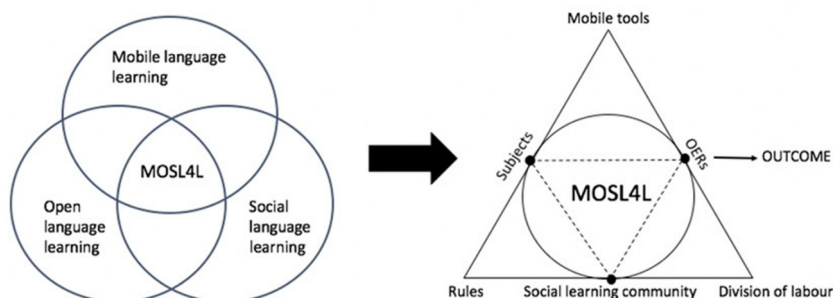 Mobile language
learning
MOSL4L
Open
language
learning
Social
language
learning
Mobile tools
Subjects
OERs
OUTCOME
MOSL4L
Rules
Social learning community
Division of labour